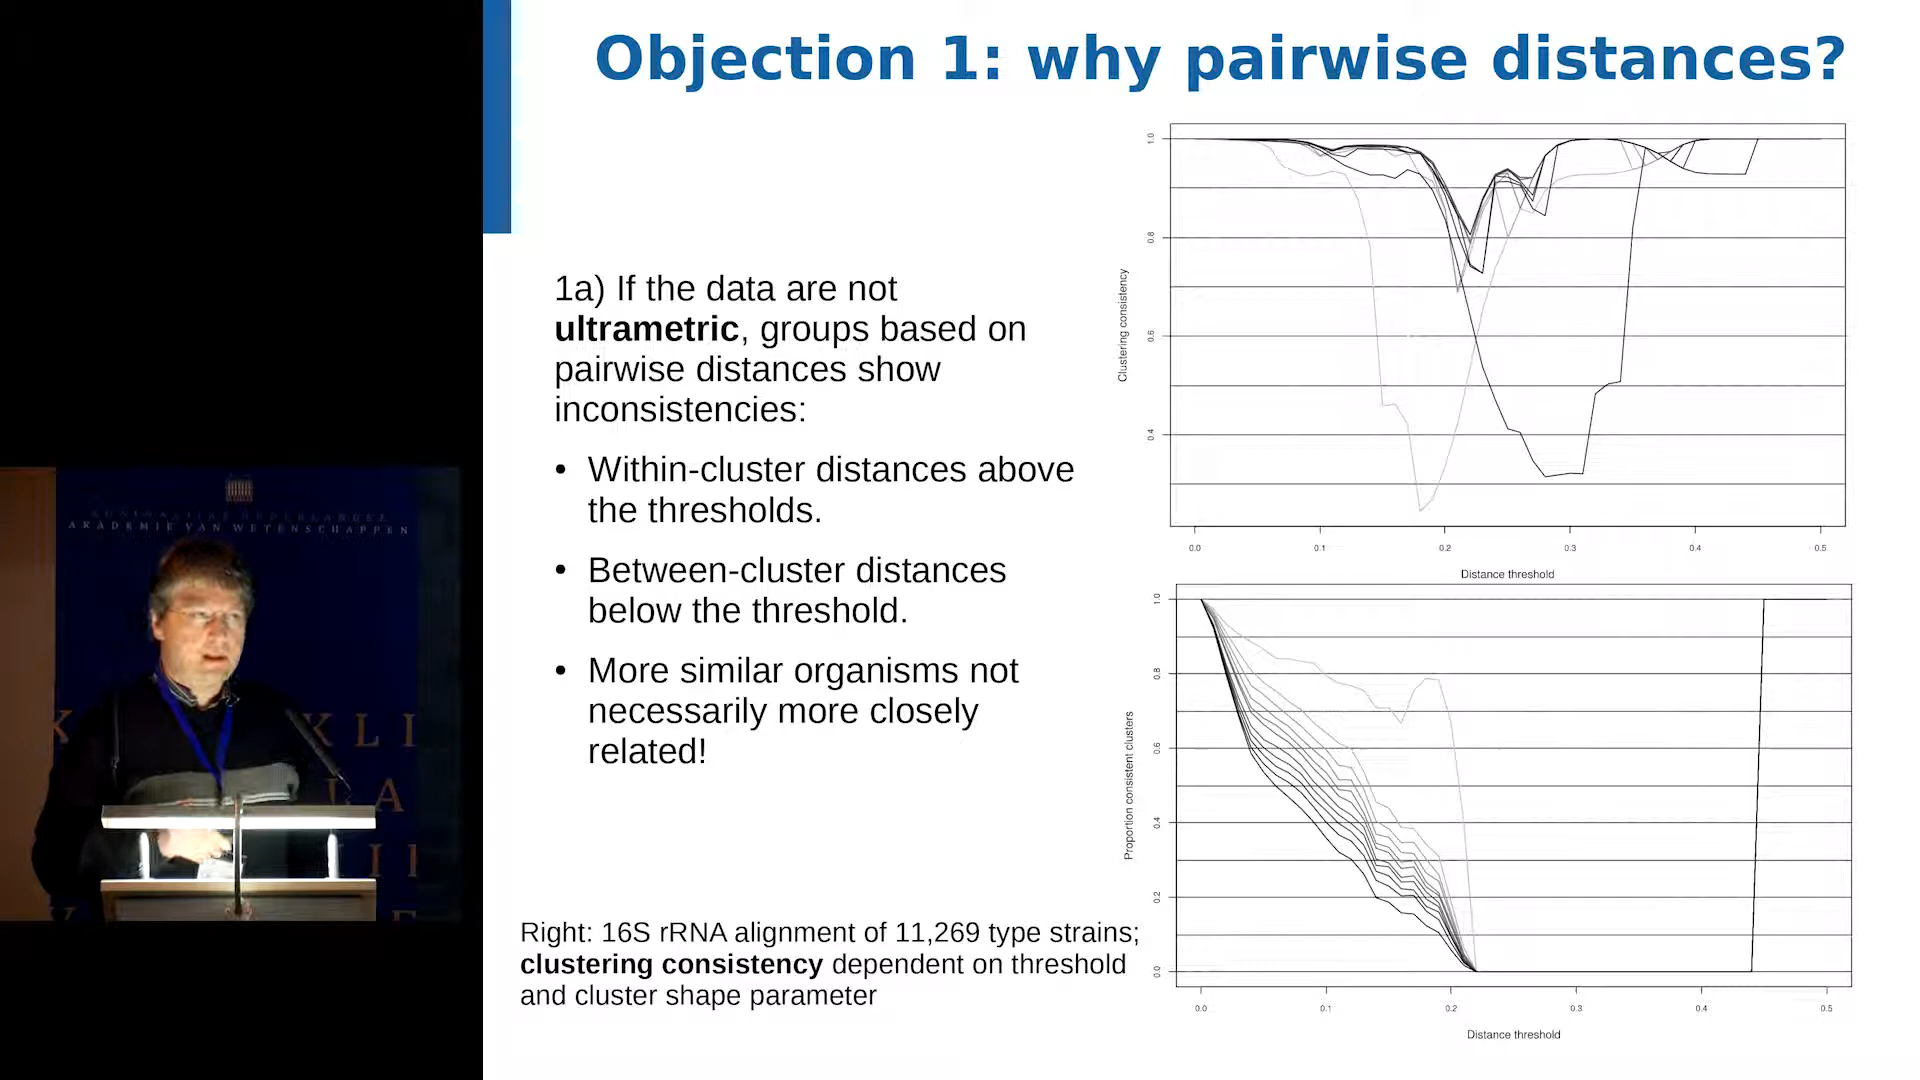 Objection 1: why pairwise distances?
1a) If the data are not
ultrametric, groups based on
pairwise distances show
inconsistencies:
• Within-cluster distances above
the thresholds.
• Between-cluster distances
below the threshold.
• More similar organisms not
necessarily more closely
related!
Right: 16S rRNA alignment of 11,269 type strains;
clustering consistency dependent on threshold
and cluster shape parameter
Clustering consistency
1.0
0.8
0.6
0.4
0.0 0.1 0.2 0.3 0.4 0.5
Distance threshold
Proportion consistent clusters
1.0
0.8
0.6
0.4
0.2
0.0
0.0 0.1 0.2 0.3 0.4 0.5
Distance threshold
AKADEMIE VAN WETENSCHAPPEN
K L I
A